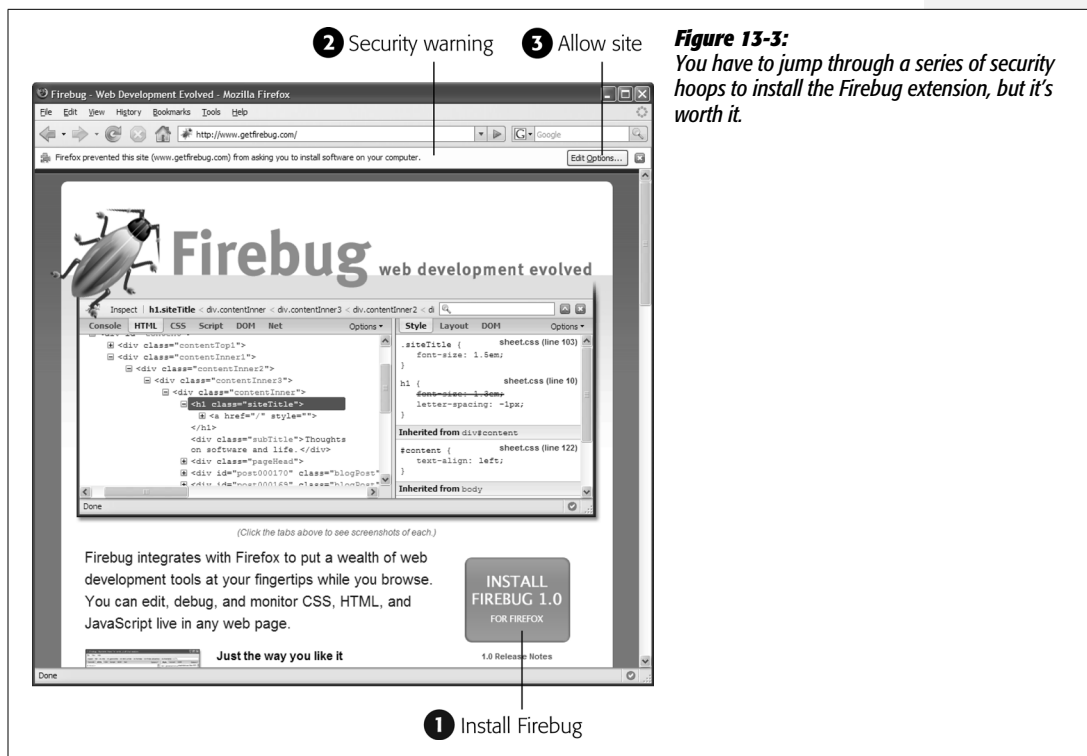 2 Security warning
3 Allow site
Figure 13-3:
You have to jump through a series of security
hoops to install the Firebug extension, but it's
worth it.
Firebug - Web Development Evolved - Mozilla Firefox
File Edit View History Bookmarks Tools Help
http://www.getfirebug.com/
G Google
Firefox prevented this site (www.getfirebug.com) from asking you to install software on your computer.
Edit Options...
Firebug web development evolved
Inspect | h1.siteTitle < div.contentInner < div.contentInner3 < div.contentInner2 < di
Console HTML CSS Script DOM Net Options
Style Layout DOM Options
<div class="contentTop1">
<div class="contentInner1">
<div class="contentInner2">
<div class="contentInner3">
<div class="contentInner">
<h1 class="siteTitle">
<a href="/" style="">
</h1>
<div class="subTitle">Thoughts
on software and life.</div>
<div class="pageHead">
<div id="post000170" class="blogPost"
<div id="post000169" class="blogPost"
.siteTitle { sheet.css (line 103)
font-size: 1.5em;
}
h1 { sheet.css (line 10)
font-size: 1.3em;
letter-spacing: -1px;
}
Inherited from div#content
#content { sheet.css (line 122)
text-align: left;
}
Inherited from body
Done
(Click the tabs above to see screenshots of each.)
Firebug integrates with Firefox to put a wealth of web
development tools at your fingertips while you browse.
You can edit, debug, and monitor CSS, HTML, and
JavaScript live in any web page.
INSTALL
FIREBUG 1.0
FOR FIREFOX
1.0 Release Notes
Just the way you like it
Done
1 Install Firebug